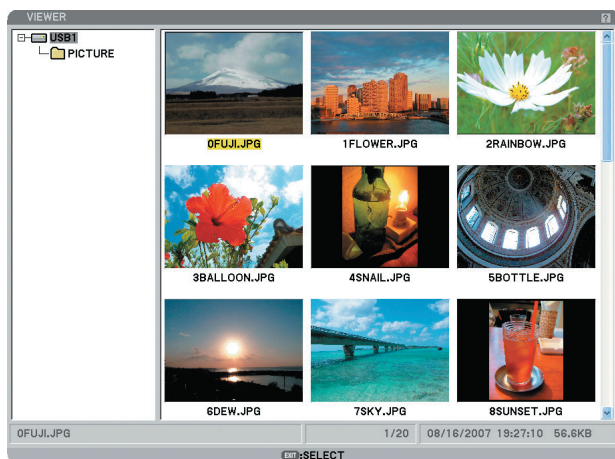 VIEWER
?
USB1
PICTURE
0FUJI.JPG
1FLOWER.JPG
2RAINBOW.JPG
3BALLOON.JPG
4SNAIL.JPG
5BOTTLE.JPG
6DEW.JPG
7SKY.JPG
8SUNSET.JPG
0FUJI.JPG
1/20
08/16/2007 19:27:10 56.6KB
EXIT:SELECT